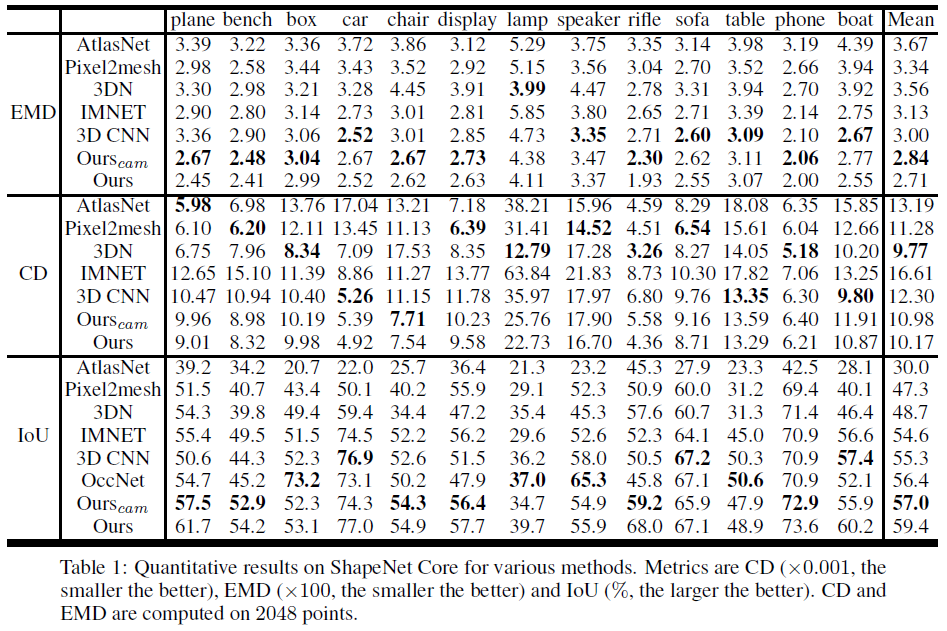 plane bench box car chair display lamp speaker rifle sofa table phone boat Mean
EMD
AtlasNet 3.39 3.22 3.36 3.72 3.86 3.12 5.29 3.75 3.35 3.14 3.98 3.19 4.39 3.67
Pixel2mesh 2.98 2.58 3.44 3.43 3.52 2.92 5.15 3.56 3.04 2.70 3.52 2.66 3.94 3.34
3DN 3.30 2.98 3.21 3.28 4.45 3.91 3.99 4.47 2.78 3.31 3.94 2.70 3.92 3.56
IMNET 2.90 2.80 3.14 2.73 3.01 2.81 5.85 3.80 2.65 2.71 3.39 2.14 2.75 3.13
3D CNN 3.36 2.90 3.06 2.52 3.01 2.85 4.73 3.35 2.71 2.60 3.09 2.10 2.67 3.00
Ours_cam 2.67 2.48 3.04 2.67 2.67 2.73 4.38 3.47 2.30 2.62 3.11 2.06 2.77 2.84
Ours 2.45 2.41 2.99 2.52 2.62 2.63 4.11 3.37 1.93 2.55 3.07 2.00 2.55 2.71
CD
AtlasNet 5.98 6.98 13.76 17.04 13.21 7.18 38.21 15.96 4.59 8.29 18.08 6.35 15.85 13.19
Pixel2mesh 6.10 6.20 12.11 13.45 11.13 6.39 31.41 14.52 4.51 6.54 15.61 6.04 12.66 11.28
3DN 6.75 7.96 8.34 7.09 17.53 8.35 12.79 17.28 3.26 8.27 14.05 5.18 10.20 9.77
IMNET 12.65 15.10 11.39 8.86 11.27 13.77 63.84 21.83 8.73 10.30 17.82 7.06 13.25 16.61
3D CNN 10.47 10.94 10.40 5.26 11.15 11.78 35.97 17.97 6.80 9.76 13.35 6.30 9.80 12.30
Ours_cam 9.96 8.98 10.19 5.39 7.71 10.23 25.76 17.90 5.58 9.16 13.59 6.40 11.91 10.98
Ours 9.01 8.32 9.98 4.92 7.54 9.58 22.73 16.70 4.36 8.71 13.29 6.21 10.87 10.17
IoU
AtlasNet 39.2 34.2 20.7 22.0 25.7 36.4 21.3 23.2 45.3 27.9 23.3 42.5 28.1 30.0
Pixel2mesh 51.5 40.7 43.4 50.1 40.2 55.9 29.1 52.3 50.9 60.0 31.2 69.4 40.1 47.3
3DN 54.3 39.8 49.4 59.4 34.4 47.2 35.4 45.3 57.6 60.7 31.3 71.4 46.4 48.7
IMNET 55.4 49.5 51.5 74.5 52.2 56.2 29.6 52.6 52.3 64.1 45.0 70.9 56.6 54.6
3D CNN 50.6 44.3 52.3 76.9 52.6 51.5 36.2 58.0 50.5 67.2 50.3 70.9 57.4 55.3
OccNet 54.7 45.2 73.2 73.1 50.2 47.9 37.0 65.3 45.8 67.1 50.6 70.9 52.1 56.4
Ours_cam 57.5 52.9 52.3 74.3 54.3 56.4 34.7 54.9 59.2 65.9 47.9 72.9 55.9 57.0
Ours 61.7 54.2 53.1 77.0 54.9 57.7 39.7 55.9 68.0 67.1 48.9 73.6 60.2 59.4
Table 1: Quantitative results on ShapeNet Core for various methods. Metrics are CD (×0.001, the
smaller the better), EMD (×100, the smaller the better) and IoU (%, the larger the better). CD and
EMD are computed on 2048 points.